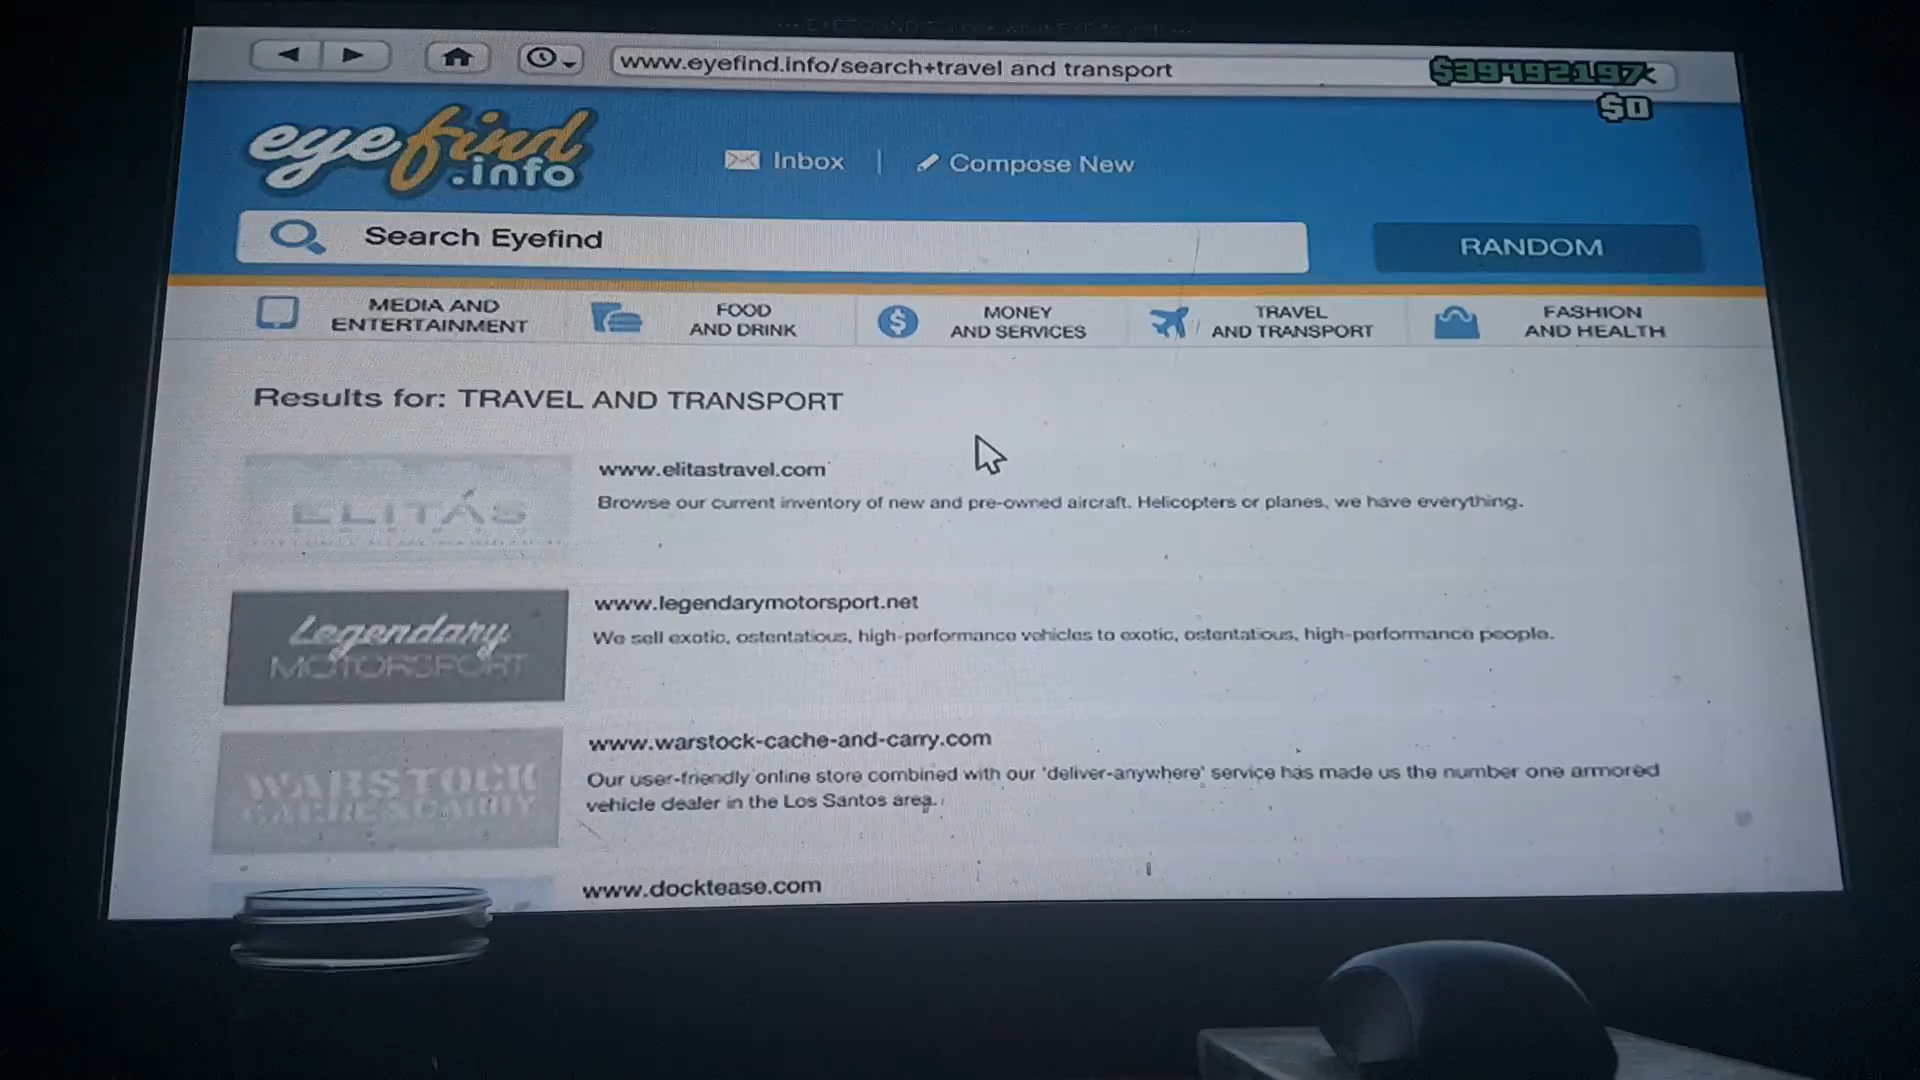 www.eyefind.info/search+travel and transport
$39492197
$0
eyefind
.info
Inbox
Compose New
Search Eyefind
RANDOM
MEDIA AND
ENTERTAINMENT
FOOD
AND DRINK
MONEY
AND SERVICES
TRAVEL
AND TRANSPORT
FASHION
AND HEALTH
Results for: TRAVEL AND TRANSPORT
ELITÁS
www.elitastravel.com
Browse our current inventory of new and pre-owned aircraft. Helicopters or planes, we have everything.
Legendary
MOTORSPORT
www.legendarymotorsport.net
We sell exotic, ostentatious, high-performance vehicles to exotic, ostentatious, high-performance people.
WARSTOCK
CACHE & CARRY
www.warstock-cache-and-carry.com
Our user-friendly online store combined with our 'deliver-anywhere' service has made us the number one armored
vehicle dealer in the Los Santos area.
www.docktease.com